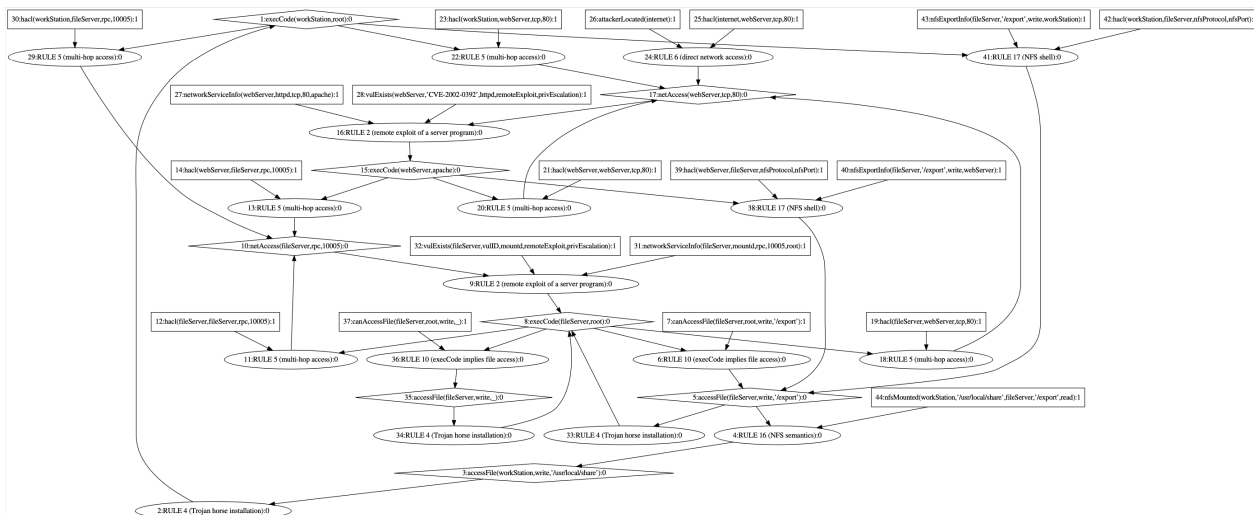 30:hacl(workStation,fileServer,rpc,10005):1
1:execCode(workStation,root):0
23:hacl(workStation,webServer,tcp,80):1
26:attackerLocated(internet):1
25:hacl(internet,webServer,tcp,80):1
43:nfsExportInfo(fileServer,'/export',write,workStation):1
42:hacl(workStation,fileServer,nfsProtocol,nfsPort):1
29:RULE 5 (multi-hop access):0
22:RULE 5 (multi-hop access):0
24:RULE 6 (direct network access):0
41:RULE 17 (NFS shell):0
27:networkServiceInfo(webServer,httpd,tcp,80,apache):1
28:vulExists(webServer,'CVE-2002-0392',httpd,remoteExploit,privEscalation):1
17:netAccess(webServer,tcp,80):0
16:RULE 2 (remote exploit of a server program):0
14:hacl(webServer,fileServer,rpc,10005):1
15:execCode(webServer,apache):0
21:hacl(webServer,webServer,tcp,80):1
39:hacl(webServer,fileServer,nfsProtocol,nfsPort):1
40:nfsExportInfo(fileServer,'/export',write,webServer):1
13:RULE 5 (multi-hop access):0
20:RULE 5 (multi-hop access):0
38:RULE 17 (NFS shell):0
10:netAccess(fileServer,rpc,10005):0
32:vulExists(fileServer,vulID,mountd,remoteExploit,privEscalation):1
31:networkServiceInfo(fileServer,mountd,rpc,10005,root):1
9:RULE 2 (remote exploit of a server program):0
12:hacl(fileServer,fileServer,rpc,10005):1
37:canAccessFile(fileServer,root,write,_):1
8:execCode(fileServer,root):0
7:canAccessFile(fileServer,root,write,'/export'):1
19:hacl(fileServer,webServer,tcp,80):1
11:RULE 5 (multi-hop access):0
36:RULE 10 (execCode implies file access):0
6:RULE 10 (execCode implies file access):0
18:RULE 5 (multi-hop access):0
35:accessFile(fileServer,write,_):0
5:accessFile(fileServer,write,'/export'):0
44:nfsMounted(workStation,'/usr/local/share',fileServer,'/export',read):1
34:RULE 4 (Trojan horse installation):0
33:RULE 4 (Trojan horse installation):0
4:RULE 16 (NFS semantics):0
3:accessFile(workStation,write,'/usr/local/share'):0
2:RULE 4 (Trojan horse installation):0